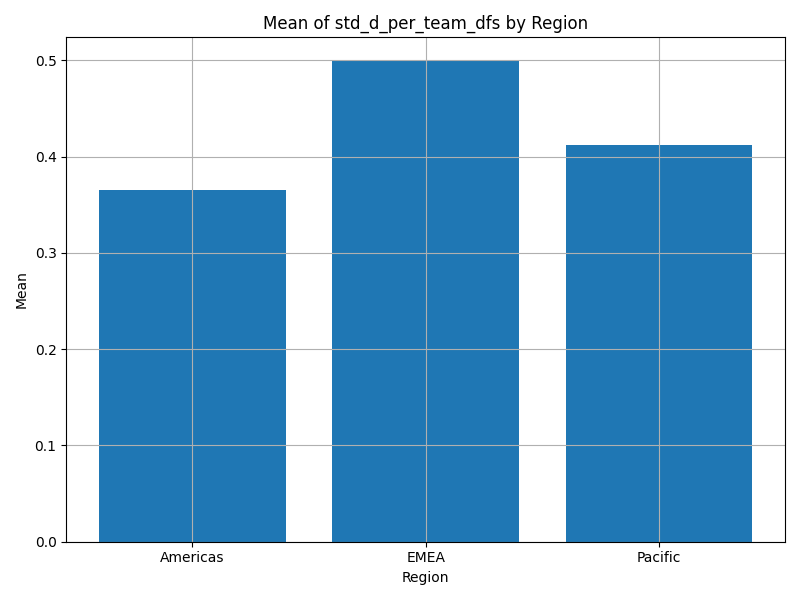 Mean of std_d_per_team_dfs by Region
0.5
0.4
0.3
0.2
0.1
0.0
Mean
Americas EMEA Pacific
Region